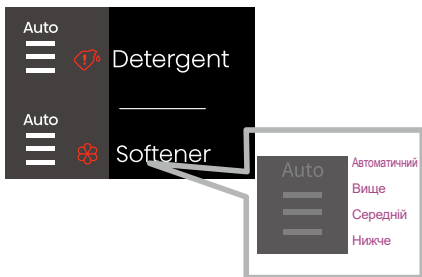 Auto
Detergent
Auto
Softener
Auto
Автоматичний
Вище
Середній
Нижче